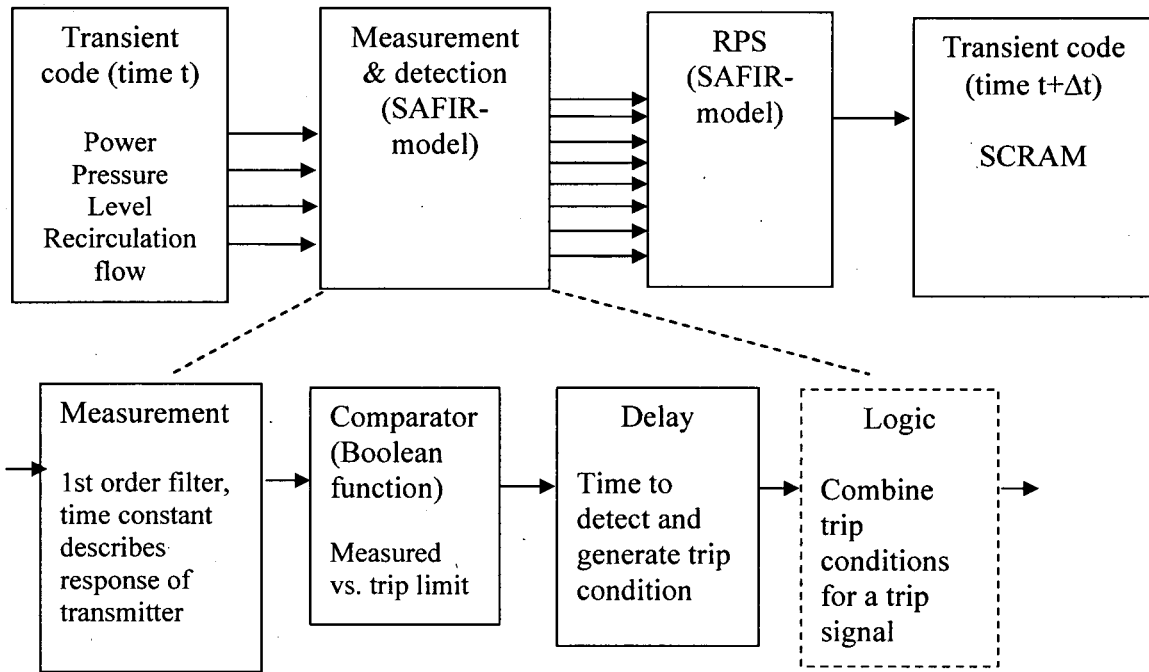 Transient
code (time t)
Power
Pressure
Level
Recirculation
flow
Measurement
& detection
(SAFIR-
model)
RPS
(SAFIR-
model)
Transient code
(time t+Δt)
SCRAM
Measurement
1st order filter,
time constant
describes
response of
transmitter
Comparator
(Boolean
function)
Measured
vs. trip limit
Delay
Time to
detect and
generate trip
condition
Logic
Combine
trip
conditions
for a trip
signal